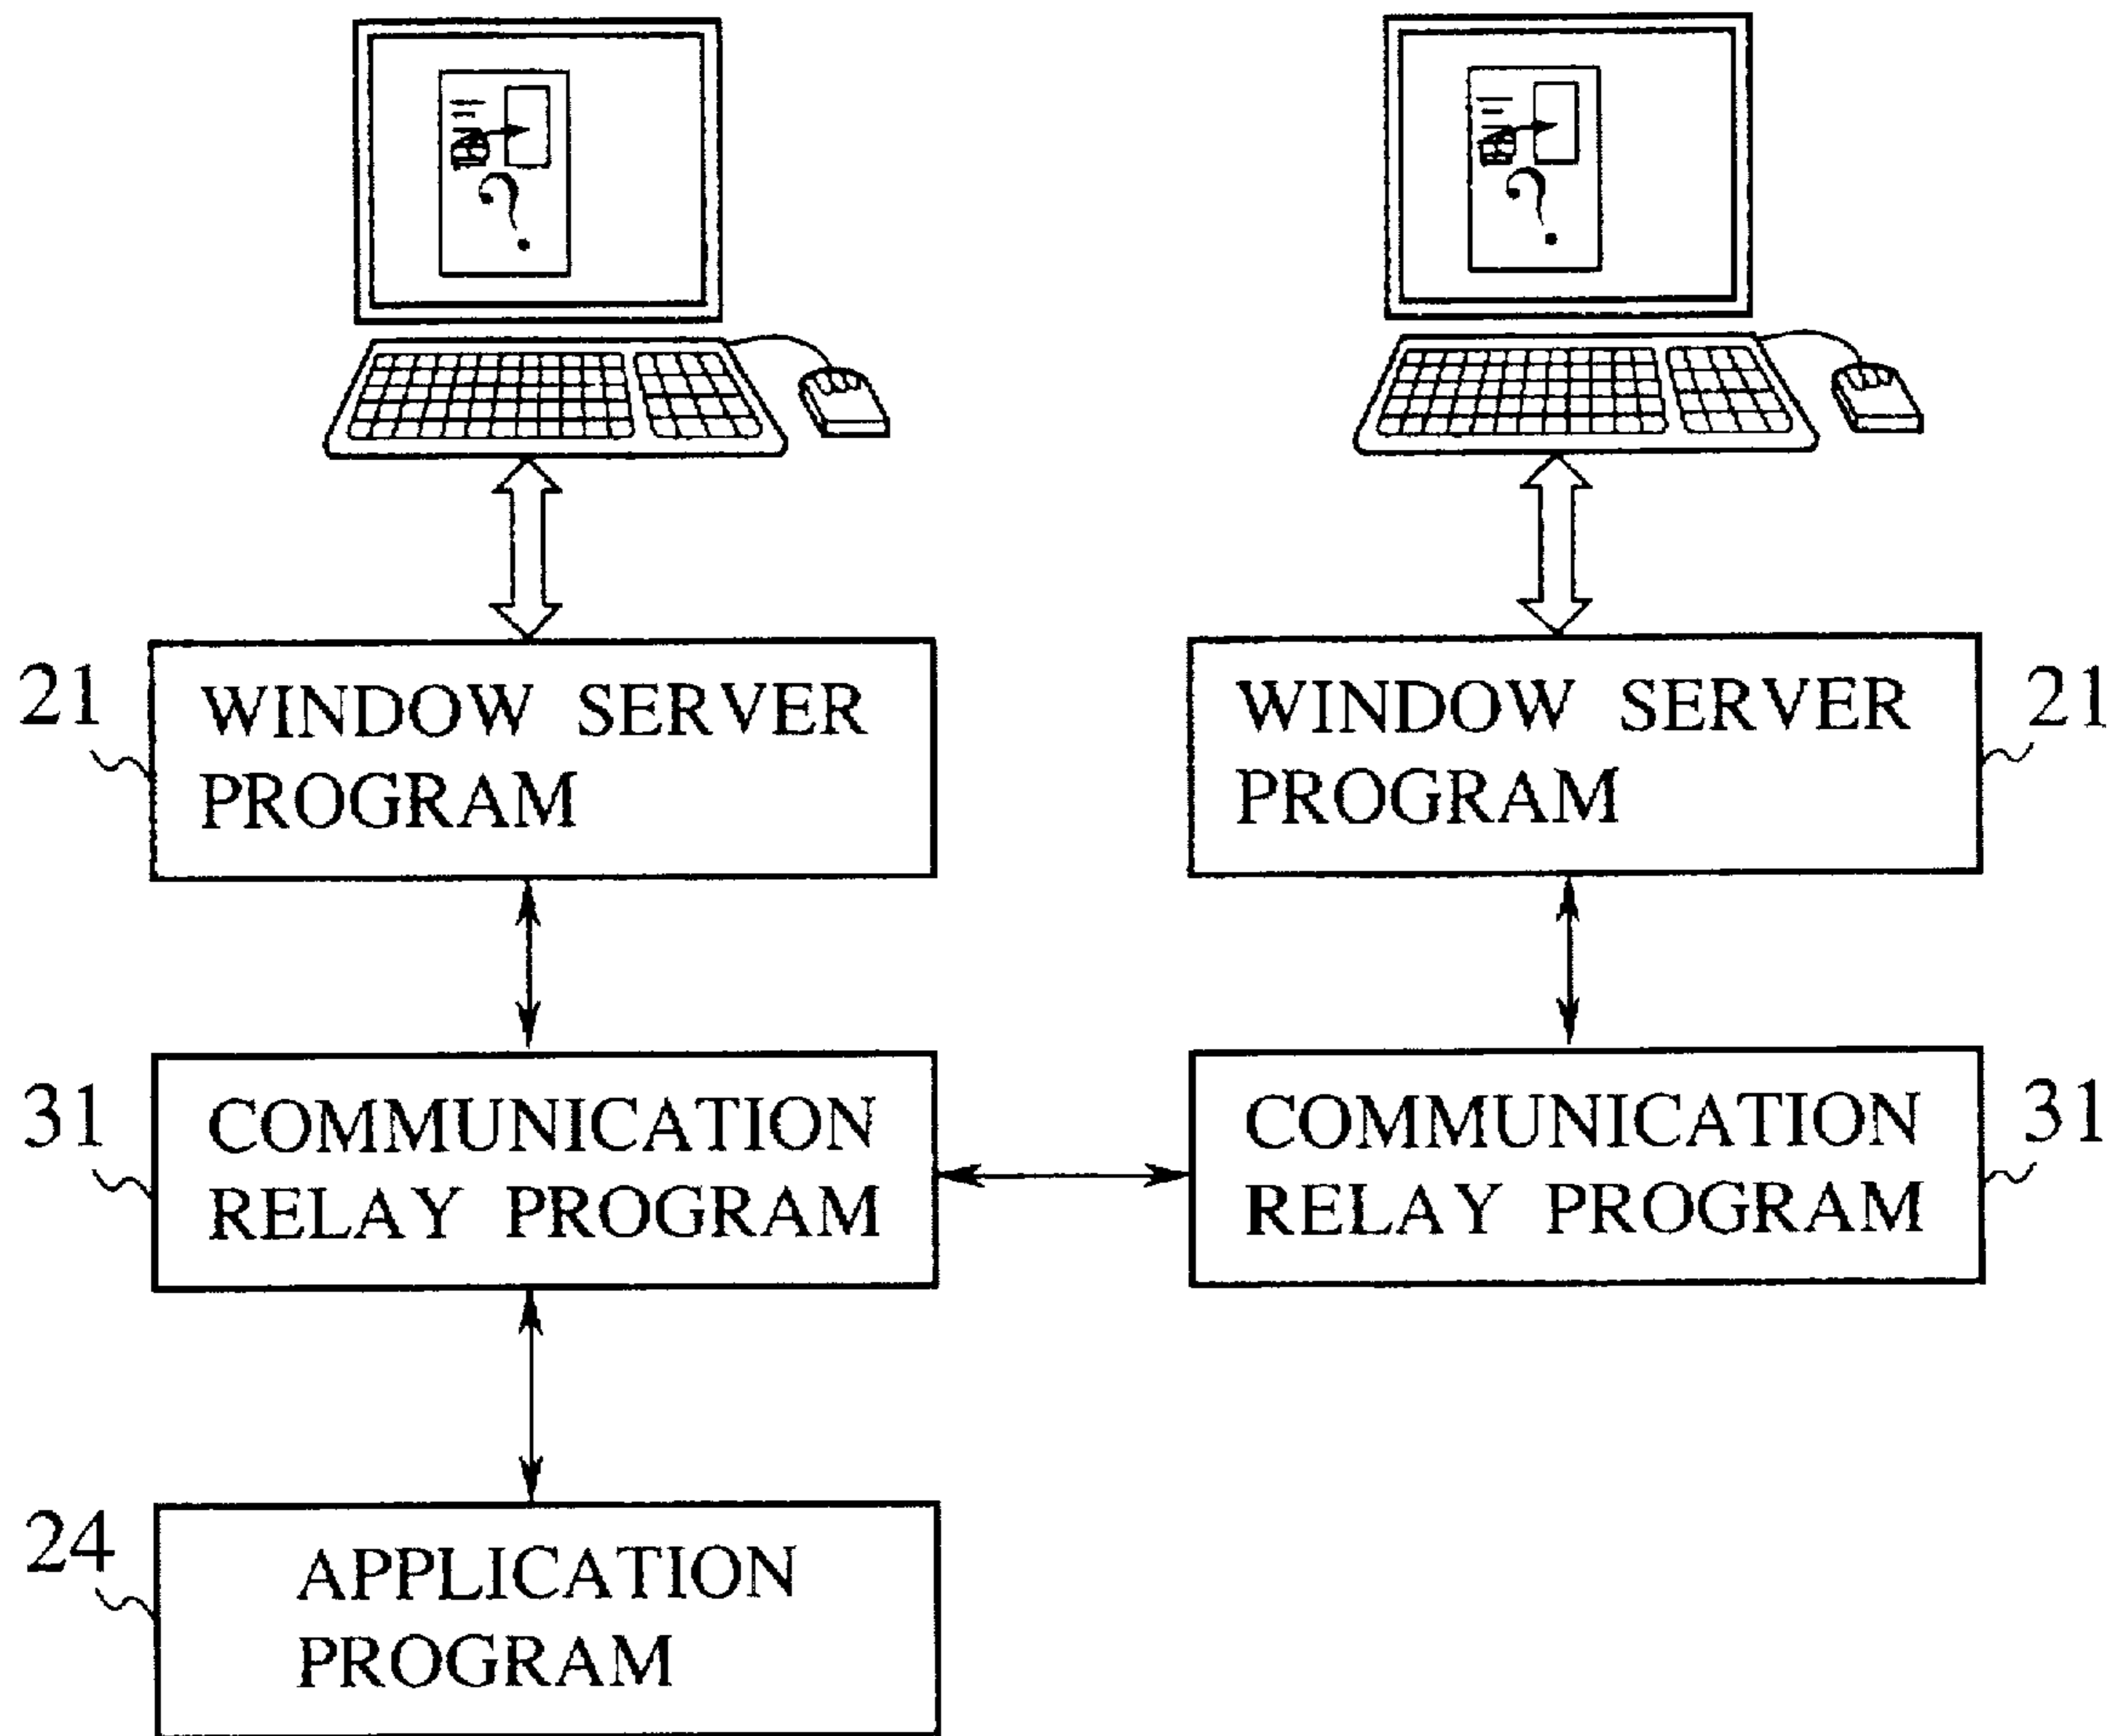 ?
?
21
WINDOW SERVER
PROGRAM
WINDOW SERVER
PROGRAM
21
31
COMMUNICATION
RELAY PROGRAM
COMMUNICATION
RELAY PROGRAM
31
24
APPLICATION
PROGRAM